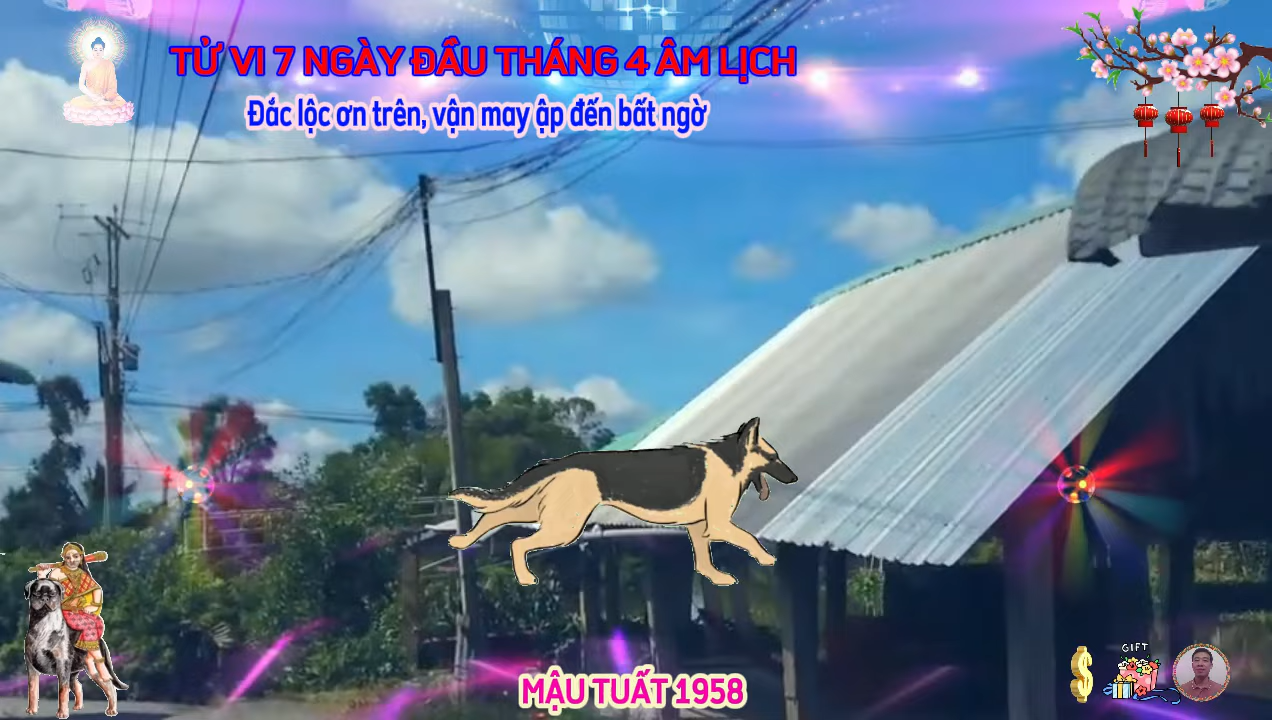 TỬ VI 7 NGÀY ĐẦU THÁNG 4 ÂM LỊCH
Đắc lộc ơn trên, vận may ập đến bất ngờ
GIFT
MẬU TUẤT 1958